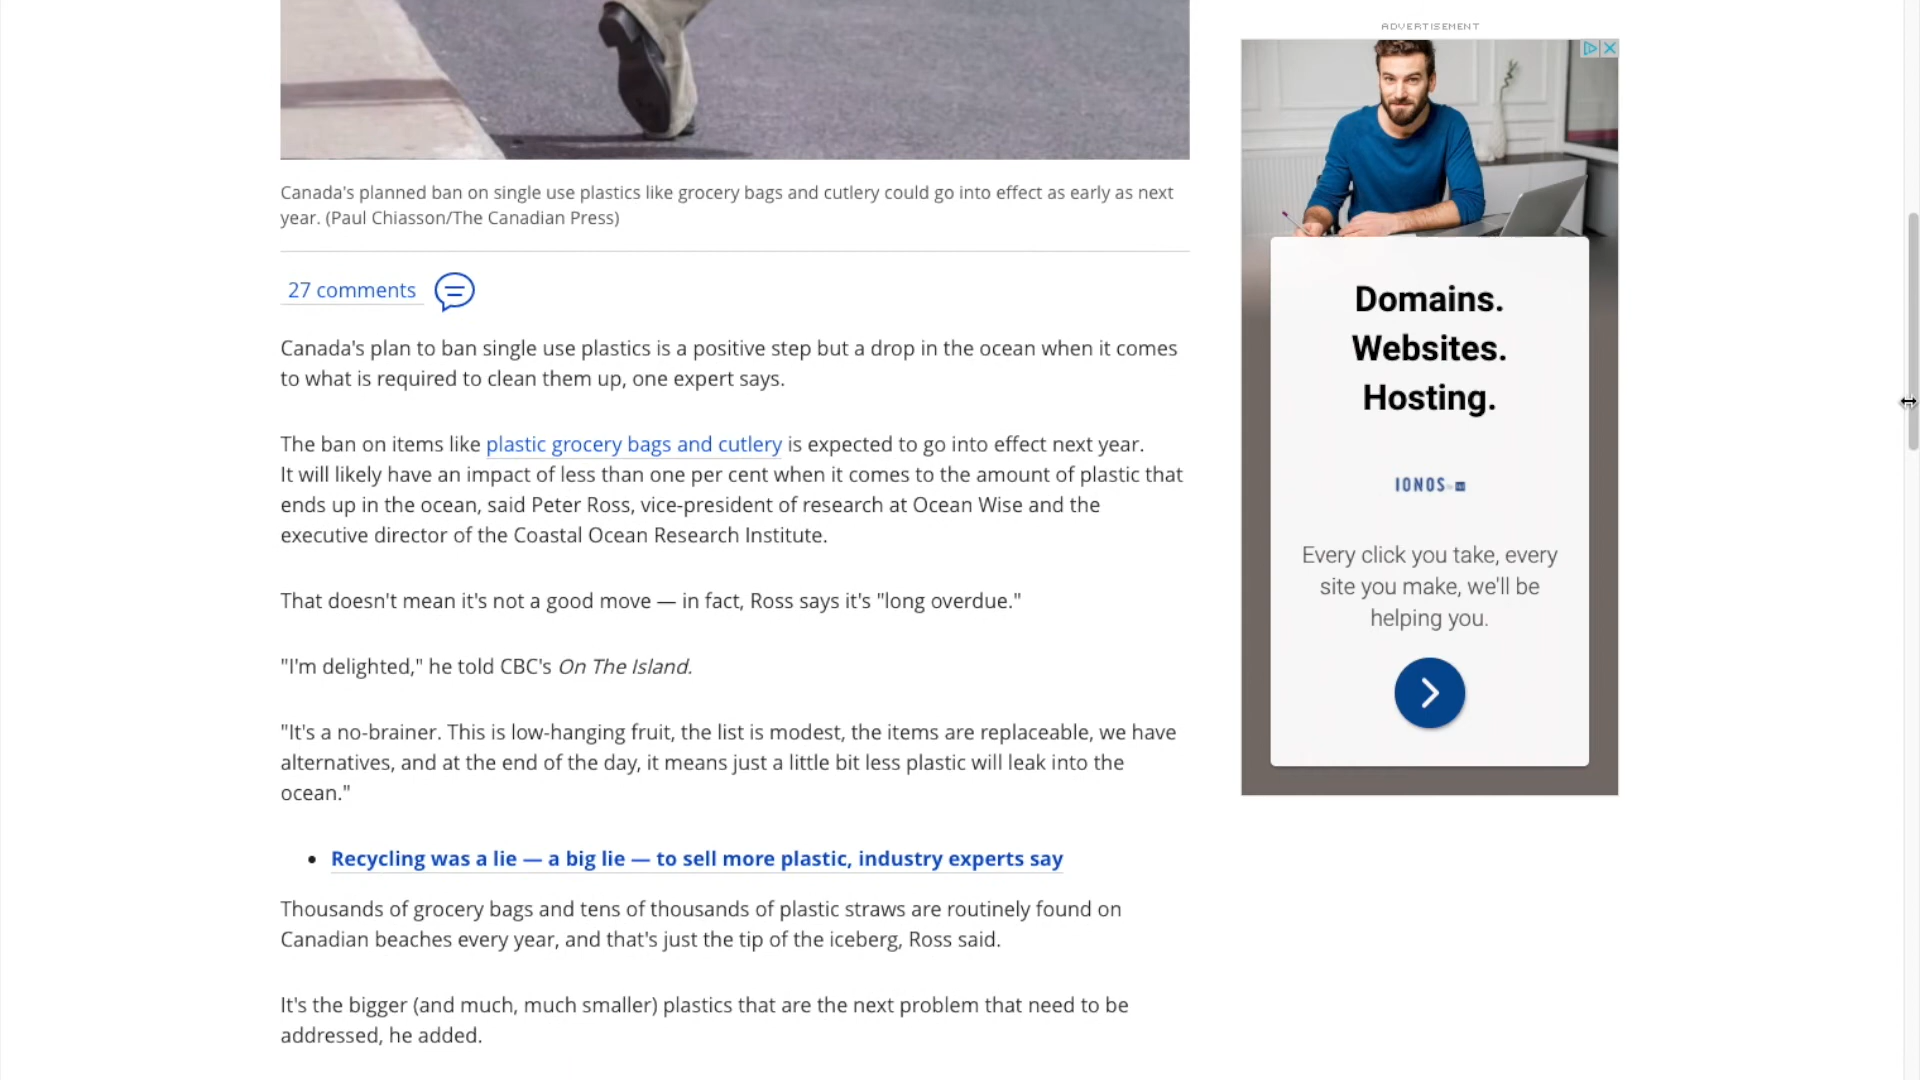 ADVERTISEMENT
Canada's planned ban on single use plastics like grocery bags and cutlery could go into effect as early as next
year. (Paul Chiasson/The Canadian Press)
27 comments
Canada's plan to ban single use plastics is a positive step but a drop in the ocean when it comes
to what is required to clean them up, one expert says.
The ban on items like plastic grocery bags and cutlery is expected to go into effect next year.
It will likely have an impact of less than one per cent when it comes to the amount of plastic that
ends up in the ocean, said Peter Ross, vice-president of research at Ocean Wise and the
executive director of the Coastal Ocean Research Institute.
That doesn't mean it's not a good move — in fact, Ross says it's "long overdue."
"I'm delighted," he told CBC's On The Island.
"It's a no-brainer. This is low-hanging fruit, the list is modest, the items are replaceable, we have
alternatives, and at the end of the day, it means just a little bit less plastic will leak into the
ocean."
• Recycling was a lie — a big lie — to sell more plastic, industry experts say
Thousands of grocery bags and tens of thousands of plastic straws are routinely found on
Canadian beaches every year, and that's just the tip of the iceberg, Ross said.
It's the bigger (and much, much smaller) plastics that are the next problem that need to be
addressed, he added.
Domains.
Websites.
Hosting.
IONOS
Every click you take, every
site you make, we'll be
helping you.